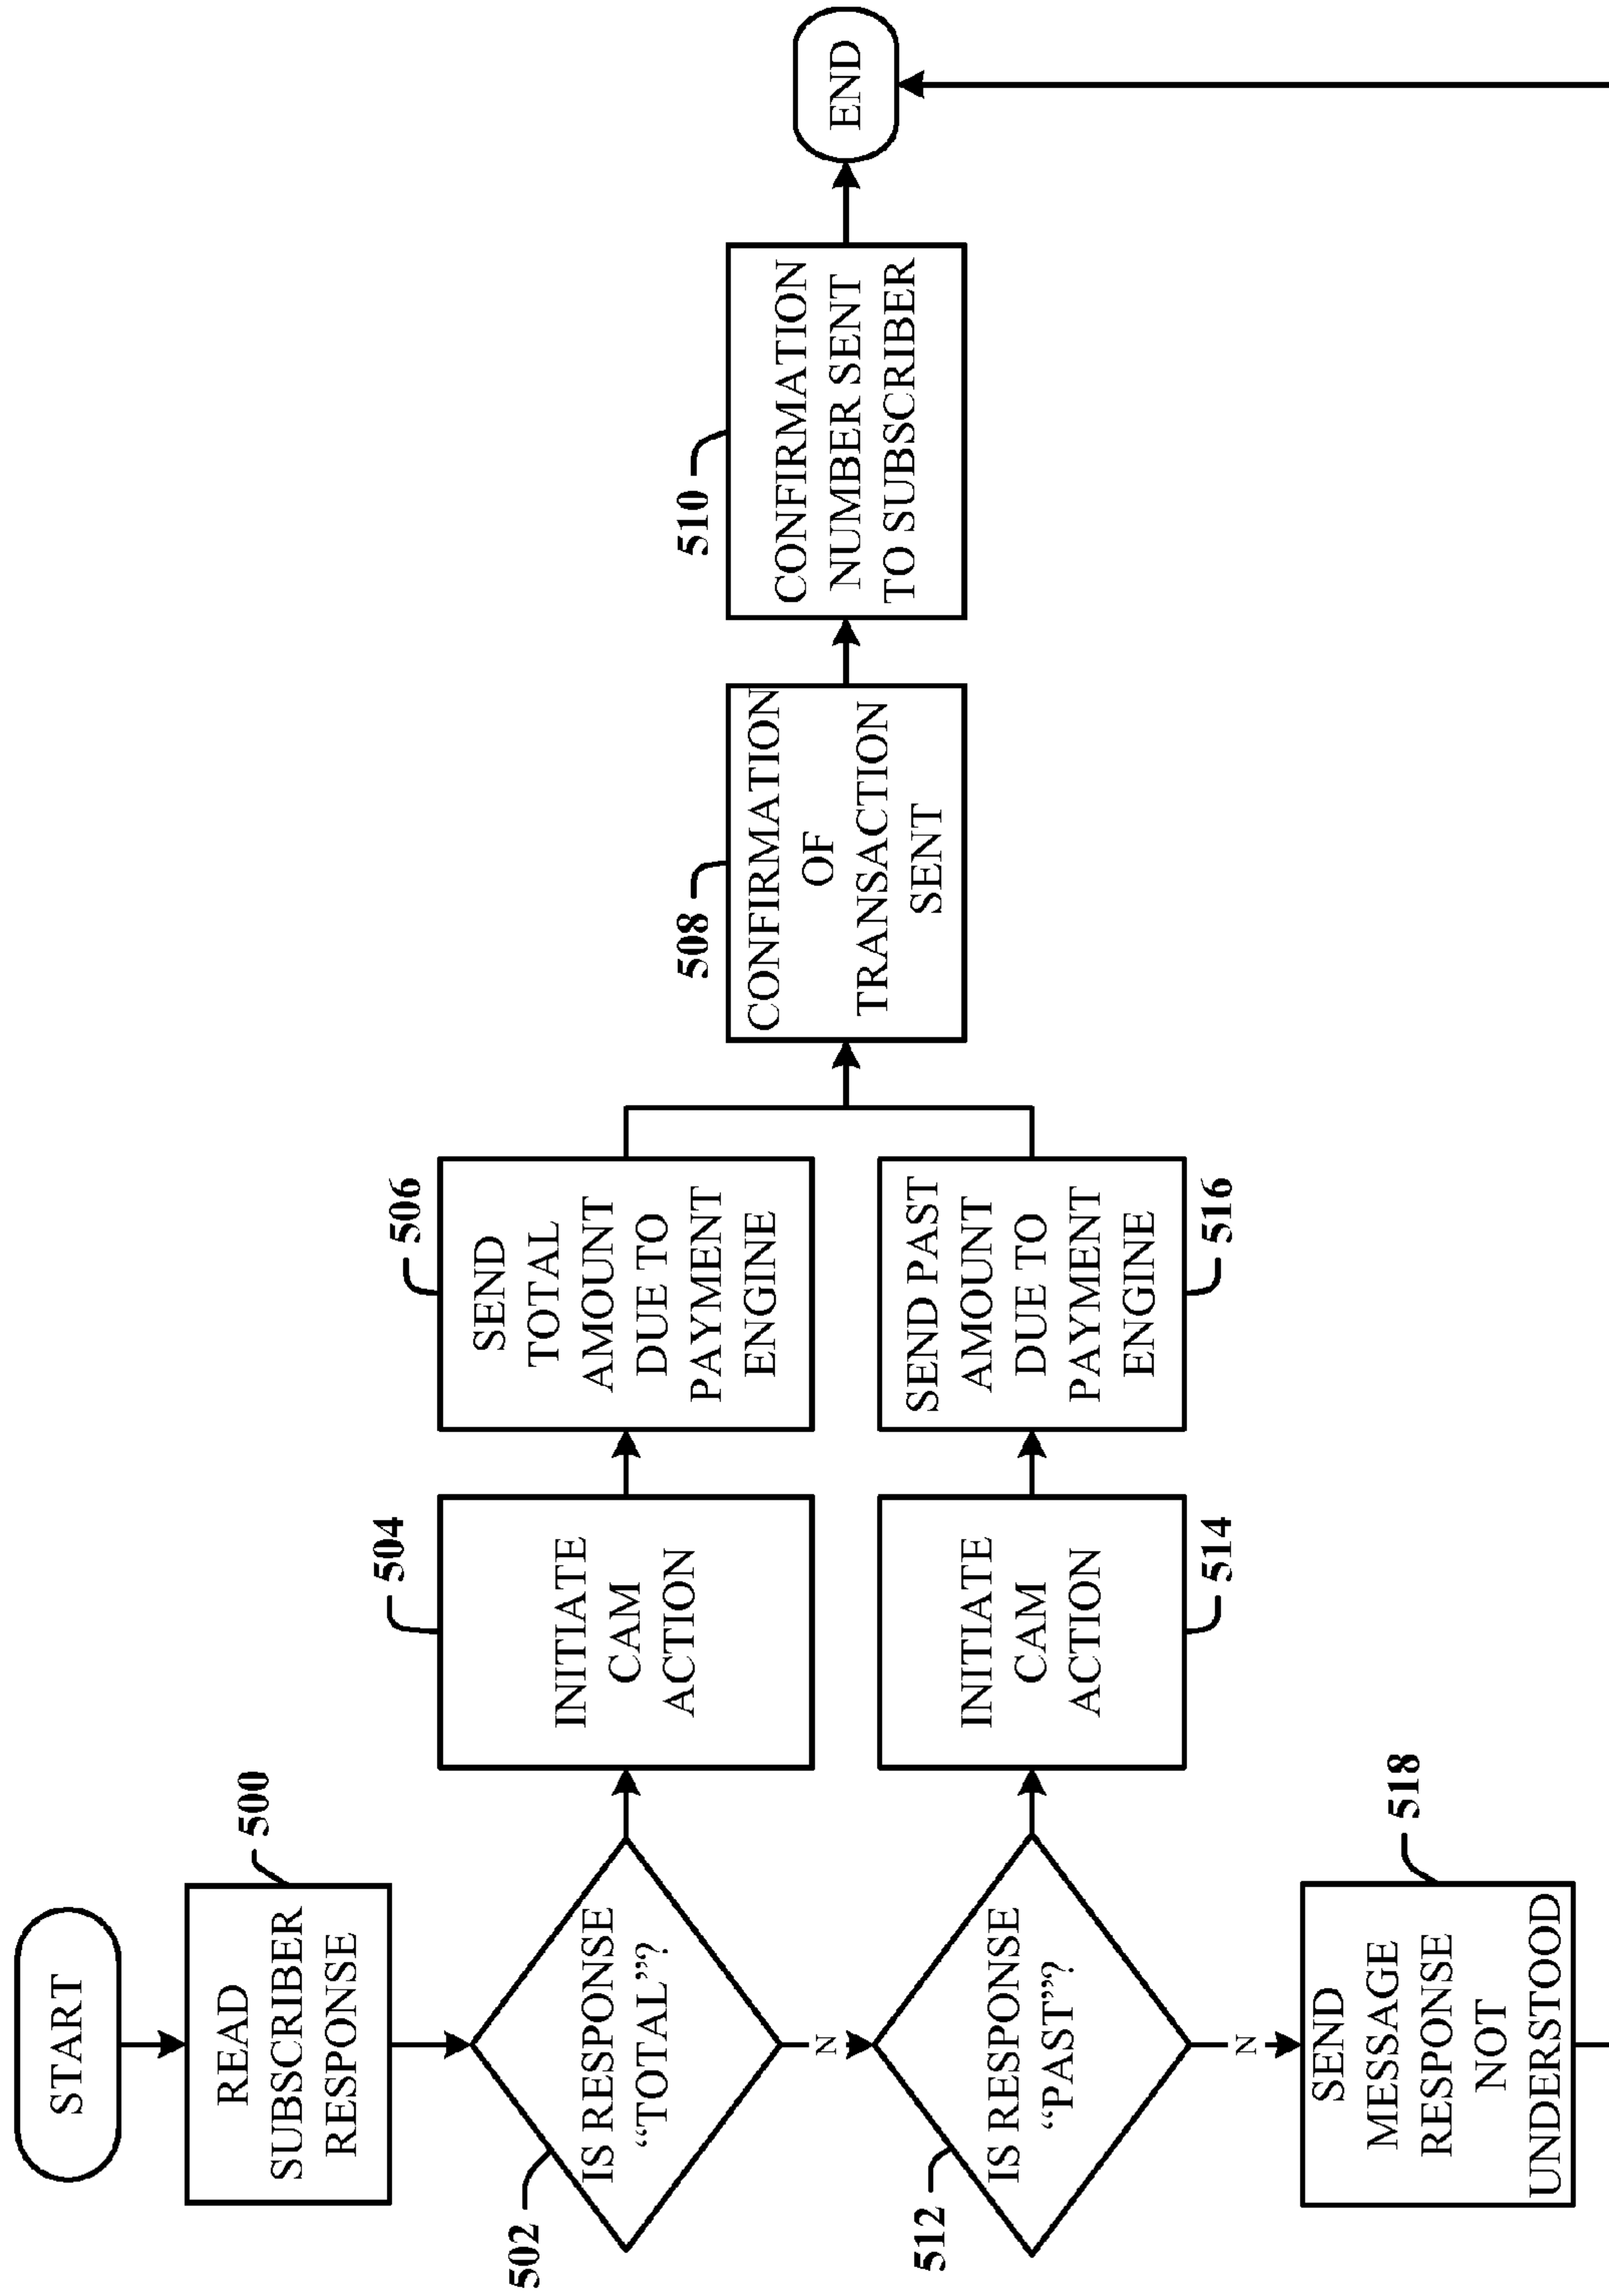 START
500
READ
SUBSCRIBER
RESPONSE
502
IS RESPONSE
“TOTAL”?
504
INITIATE
CAM
ACTION
506
SEND
TOTAL
AMOUNT
DUE TO
PAYMENT
ENGINE
508
CONFIRMATION
OF
TRANSACTION
SENT
510
CONFIRMATION
NUMBER SENT
TO SUBSCRIBER
END
N
512
IS RESPONSE
“PAST”?
INITIATE
CAM
ACTION
514
SEND PAST
AMOUNT
DUE TO
PAYMENT
ENGINE
516
N
518
SEND
MESSAGE
RESPONSE
NOT
UNDERSTOOD